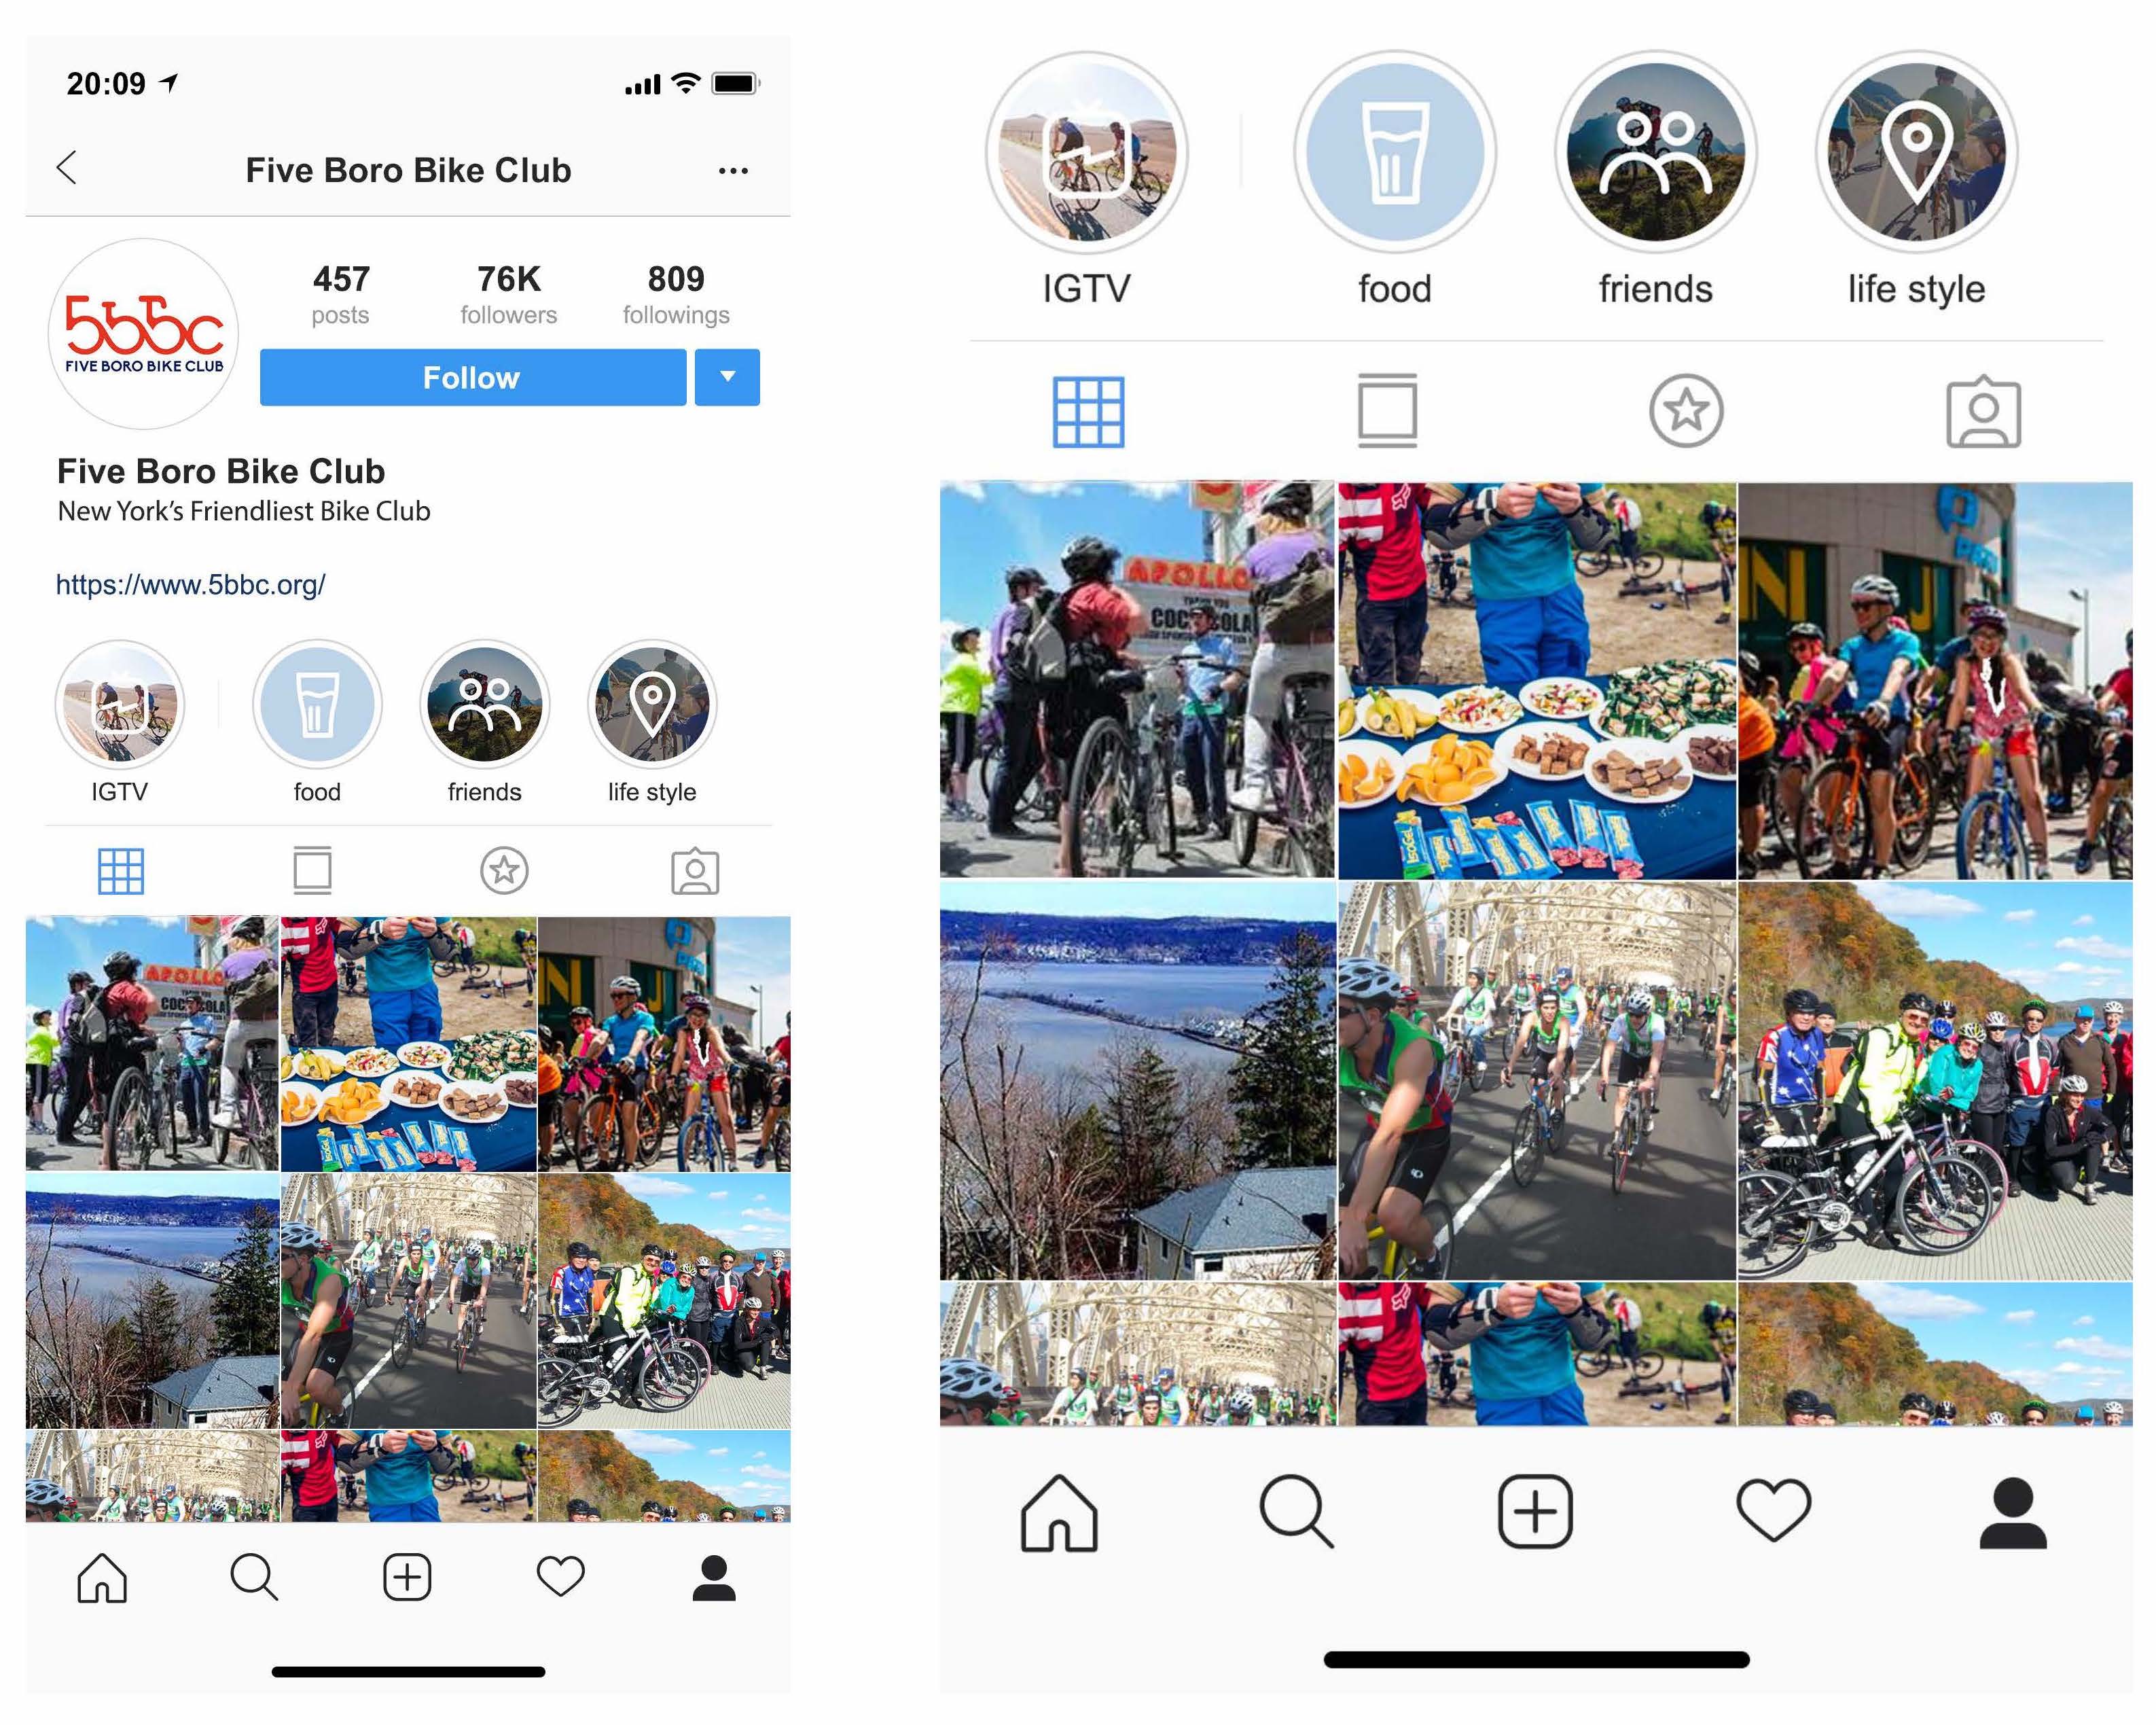 20:09
Five Boro Bike Club
5bbc
FIVE BORO BIKE CLUB
457
posts
76K
followers
809
followings
Follow
Five Boro Bike Club
New York's Friendliest Bike Club
https://www.5bbc.org/
IGTV
food
friends
life style
APOLLO
COCA COLA
N J
IGTV
food
friends
life style
APOLLO
THANK YOU
COCA COLA
N J